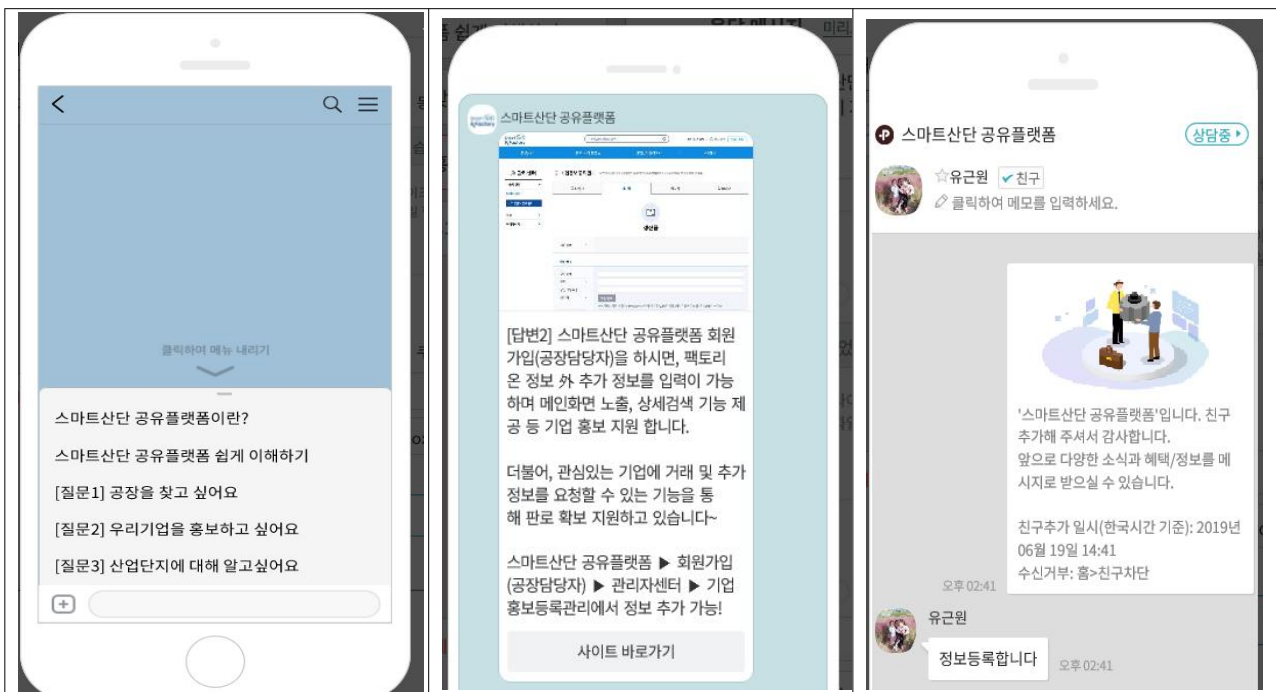 클릭하여 메뉴 내리기
스마트산단 공유플랫폼이란?
스마트산단 공유플랫폼 쉽게 이해하기
[질문1] 공장을 찾고 싶어요
[질문2] 우리기업을 홍보하고 싶어요
[질문3] 산업단지에 대해 알고싶어요
스마트산단 공유플랫폼
[답변2] 스마트산단 공유플랫폼 회원
가입(공장담당자)을 하시면, 팩토리
온 정보 外 추가 정보를 입력이 가능
하며 메인화면 노출, 상세검색 기능 제
공 등 기업 홍보 지원 합니다.
더불어, 관심있는 기업에 거래 및 추가
정보를 요청할 수 있는 기능을 통
해 판로 확보 지원하고 있습니다~
스마트산단 공유플랫폼 ▶ 회원가입
(공장담당자) ▶ 관리자센터 ▶ 기업
홍보등록관리에서 정보 추가 가능!
사이트 바로가기
스마트산단 공유플랫폼
상담중
유근원 친구
클릭하여 메모를 입력하세요.
'스마트산단 공유플랫폼'입니다. 친구
추가해 주셔서 감사합니다.
앞으로 다양한 소식과 혜택/정보를 메
시지로 받으실 수 있습니다.
친구추가 일시(한국시간 기준): 2019년
06월 19일 14:41
수신거부: 홈>친구차단
오후 02:41
유근원
정보등록합니다
오후 02:41